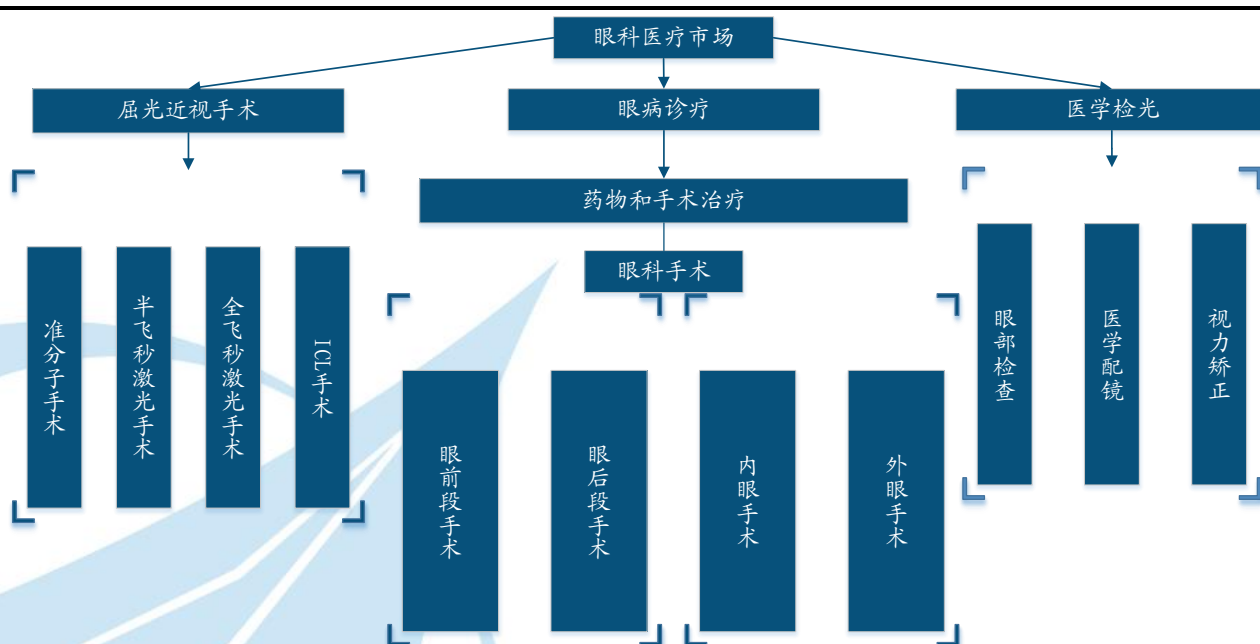 眼科医疗市场
屈光近视手术
眼病诊疗
医学检光
药物和手术治疗
眼科手术
准分子手术
半飞秒激光手术
全飞秒激光手术
ICL手术
眼前段手术
眼后段手术
内眼手术
外眼手术
眼部检查
医学配镜
视力矫正